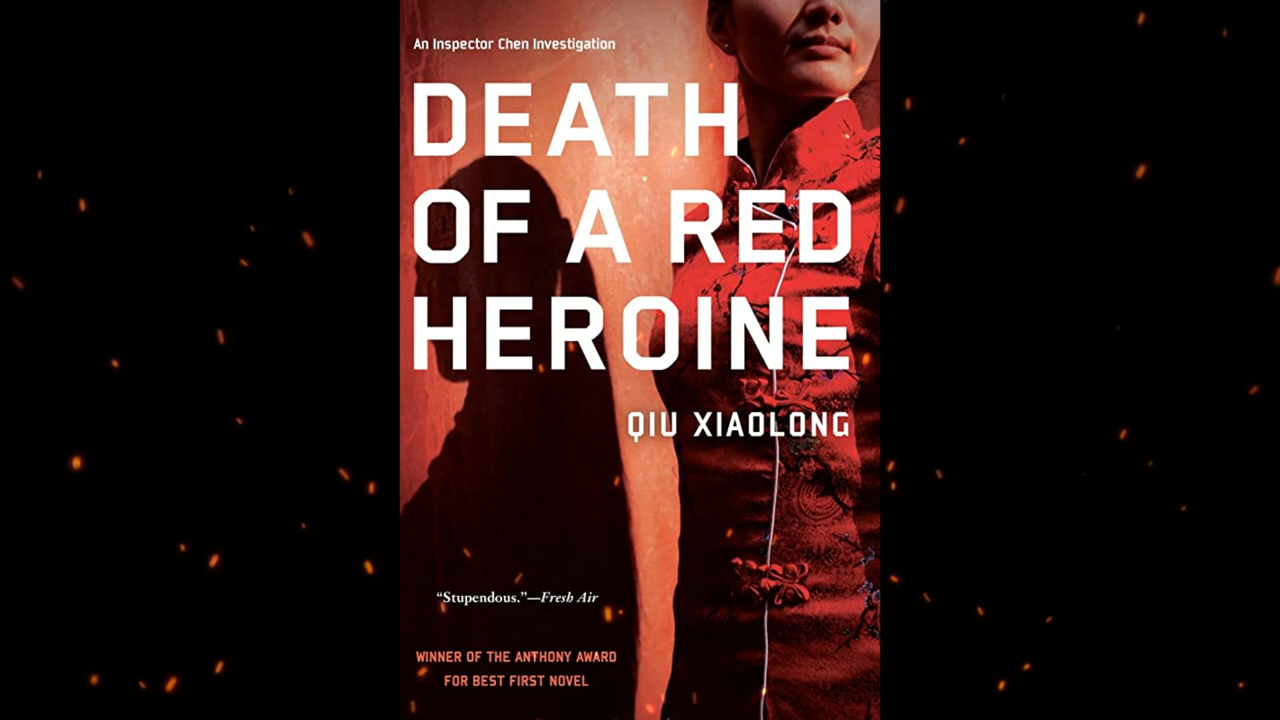 An Inspector Chen Investigation
DEATH
OF A RED
HEROINE
QIU XIAOLONG
“Stupendous.”—Fresh Air
WINNER OF THE ANTHONY AWARD
FOR BEST FIRST NOVEL